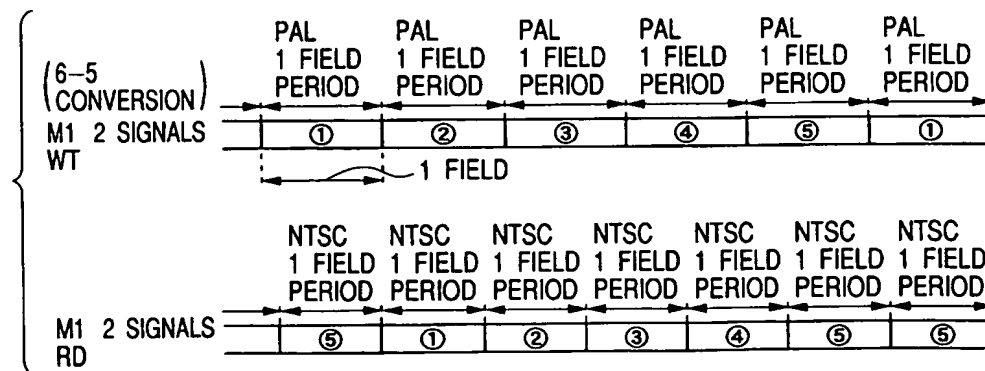 PAL PAL PAL PAL PAL PAL
1 FIELD 1 FIELD 1 FIELD 1 FIELD 1 FIELD 1 FIELD
PERIOD PERIOD PERIOD PERIOD PERIOD PERIOD
(6-5
CONVERSION)
M1 2 SIGNALS
WT
① ② ③ ④ ⑤ ①
1 FIELD
NTSC NTSC NTSC NTSC NTSC NTSC NTSC
1 FIELD 1 FIELD 1 FIELD 1 FIELD 1 FIELD 1 FIELD 1 FIELD
PERIOD PERIOD PERIOD PERIOD PERIOD PERIOD PERIOD
M1 2 SIGNALS
RD
⑤ ① ② ③ ④ ⑤ ⑤